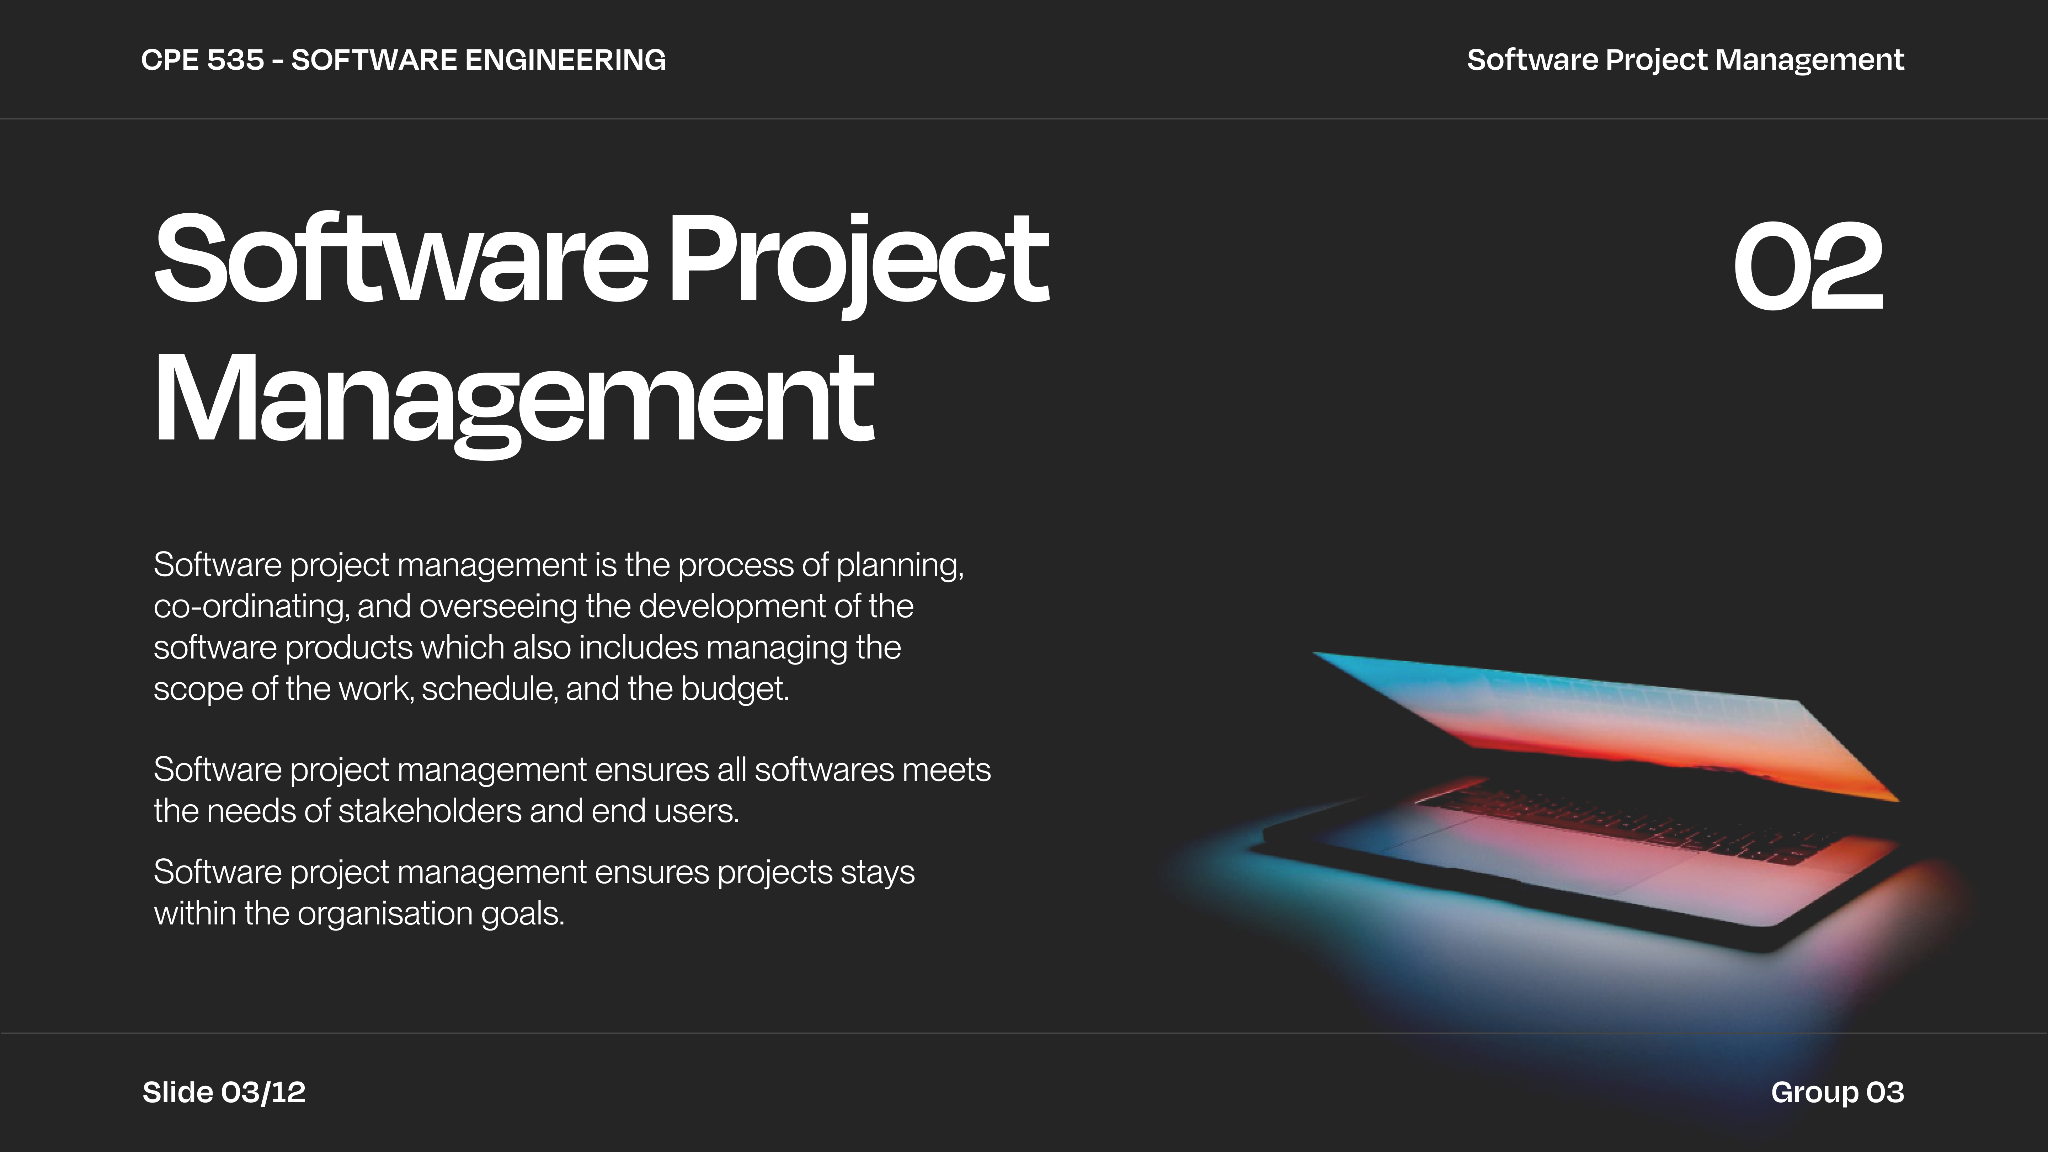 CPE 535 - SOFTWARE ENGINEERING
Software Project Management
Software Project
Management
02
Software project management is the process of planning,
co-ordinating, and overseeing the development of the
software products which also includes managing the
scope of the work, schedule, and the budget.
Software project management ensures all softwares meets
the needs of stakeholders and end users.
Software project management ensures projects stays
within the organisation goals.
Slide 03/12
Group 03